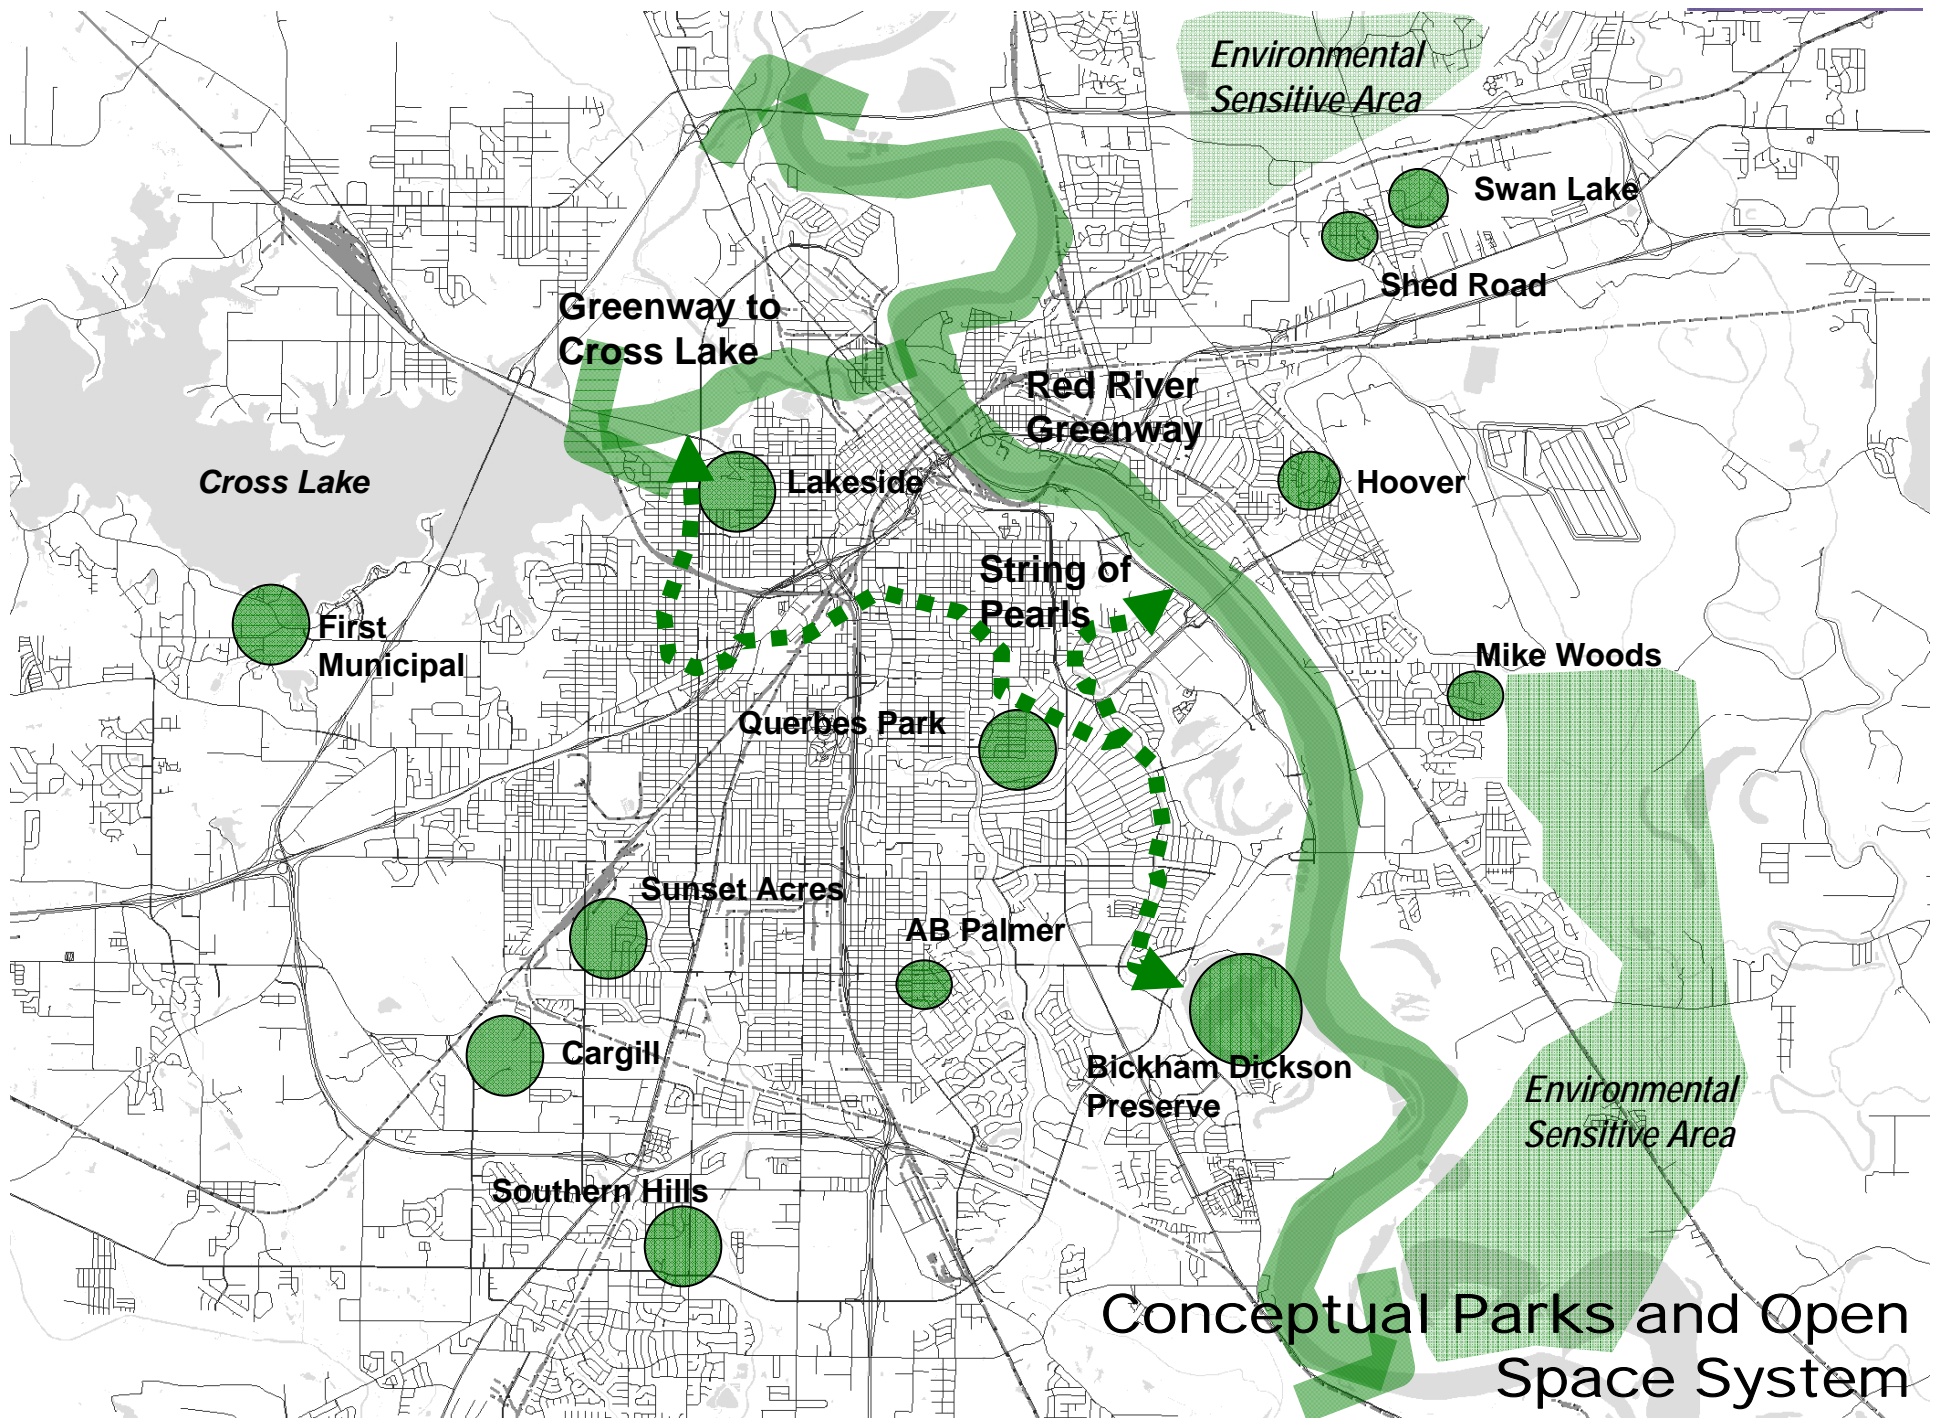 Environmental
Sensitive Area
Swan Lake
Shed Road
Greenway to
Cross Lake
Red River
Greenway
Cross Lake
Lakeside
Hoover
String of
Pearls
First
Municipal
Mike Woods
Querbes Park
Sunset Acres
AB Palmer
Cargill
Bickham Dickson
Preserve
Environmental
Sensitive Area
Southern Hills
Conceptual Parks and Open
Space System